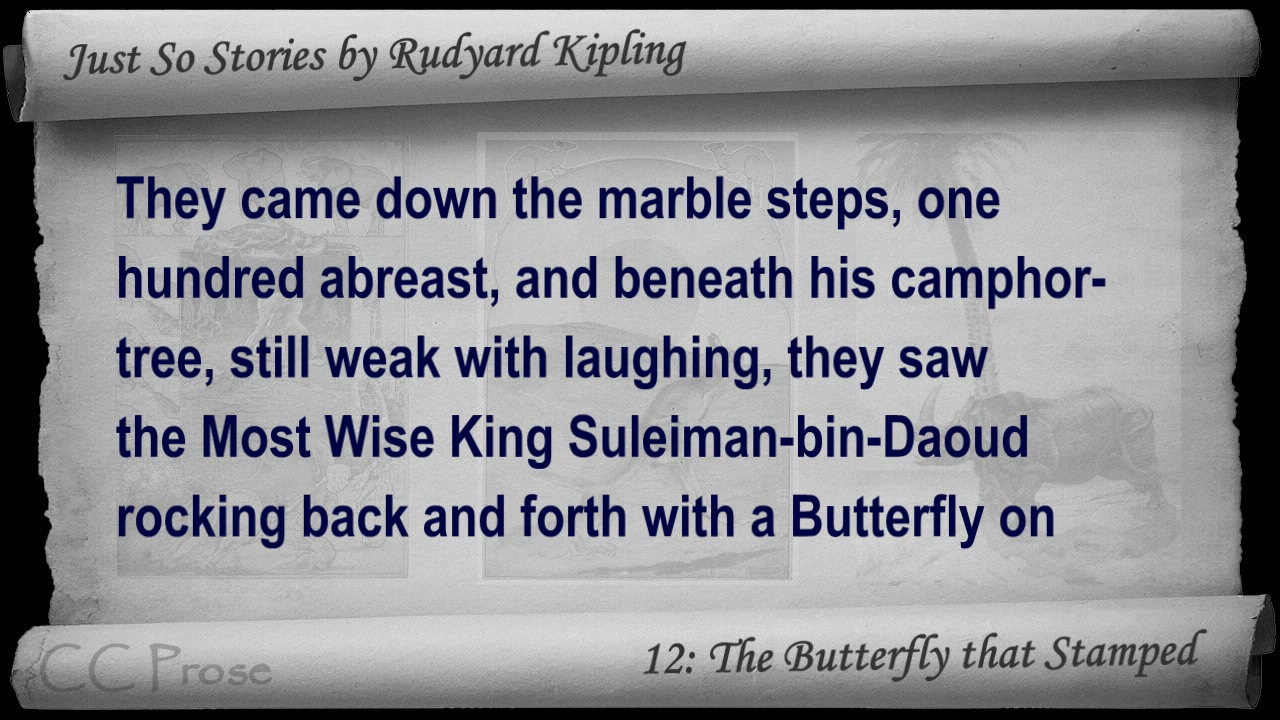 Just So Stories by Rudyard Kipling
They came down the marble steps, one
hundred abreast, and beneath his camphor-
tree, still weak with laughing, they saw
the Most Wise King Suleiman-bin-Daoud
rocking back and forth with a Butterfly on
CC Prose
12: The Butterfly that Stamped